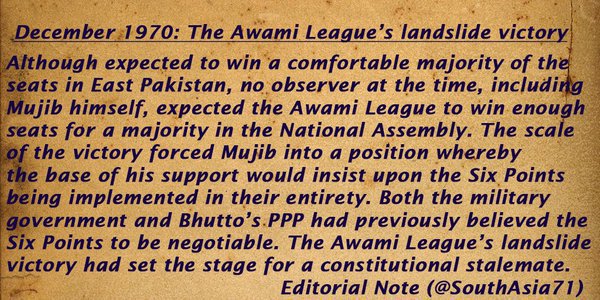 December 1970: The Awami League's landslide victory
Although expected to win a comfortable majority of the
seats in East Pakistan, no observer at the time, including
Mujib himself, expected the Awami League to win enough
seats for a majority in the National Assembly. The scale
of the victory forced Mujib into a position whereby
the base of his support would insist upon the Six Points
being implemented in their entirety. Both the military
government and Bhutto's PPP had previously believed the
Six Points to be negotiable. The Awami League's landslide
victory had set the stage for a constitutional stalemate.
Editorial Note (@SouthAsia71)